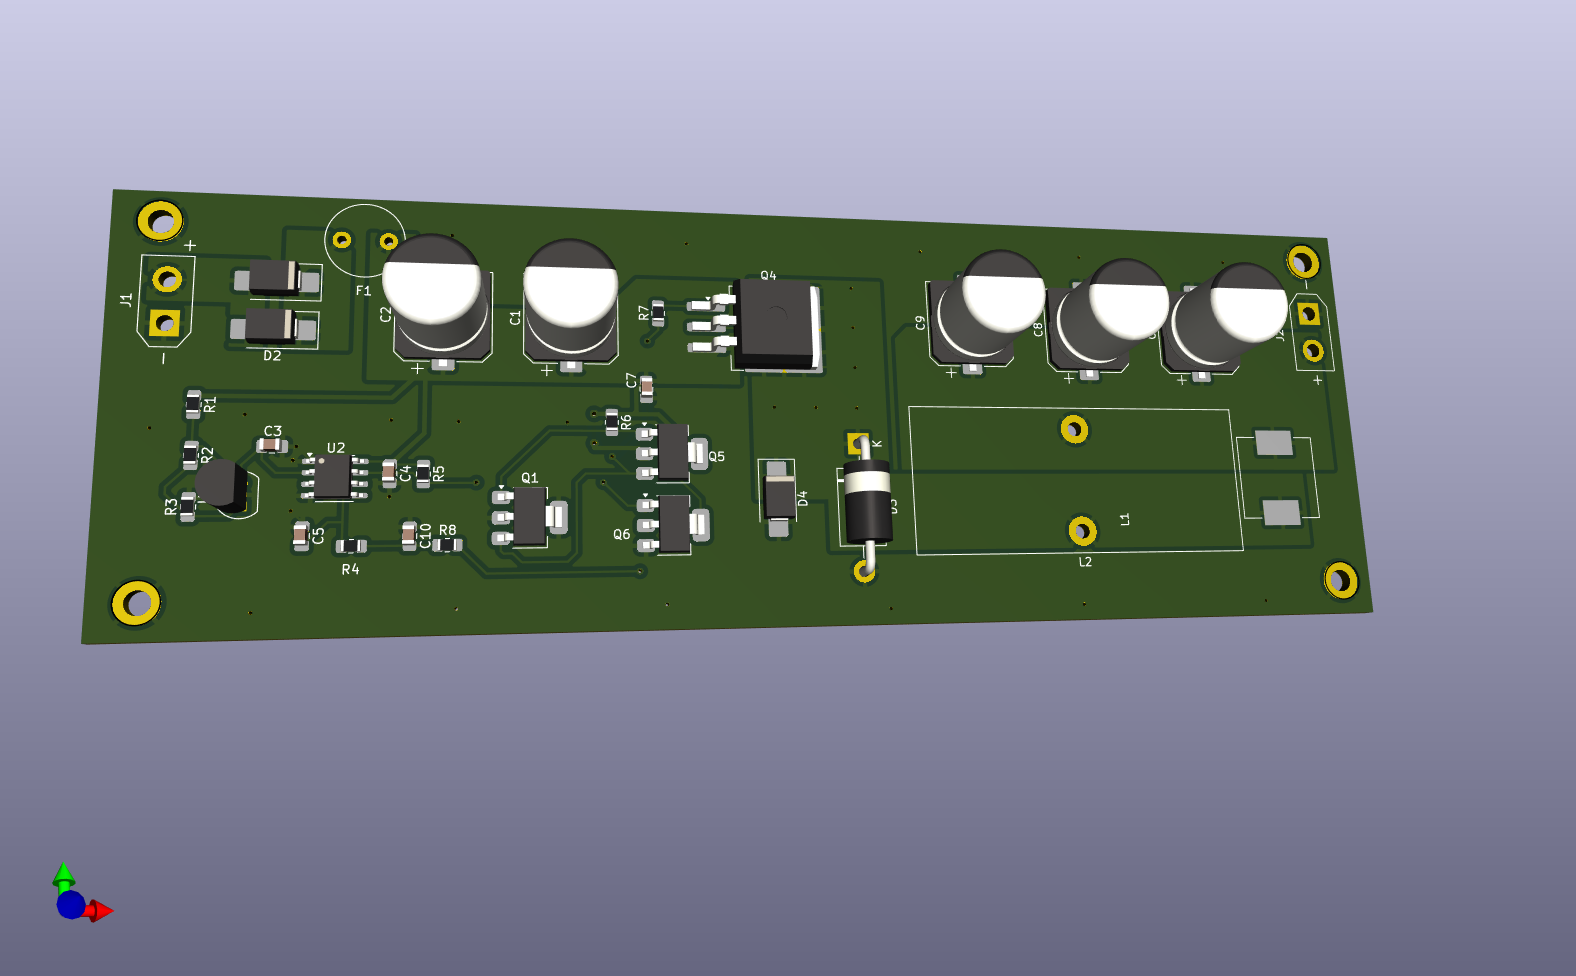 +
J1
−
D2
F1
C2
+
C1
+
R7
Q4
C9
+
C8
+
+
J2
−
+
R1
C7
R2
C3
U2
C4
R5
R6
Q5
K
R3
Q1
D4
D3
C5
C10
R8
Q6
L1
R4
L2